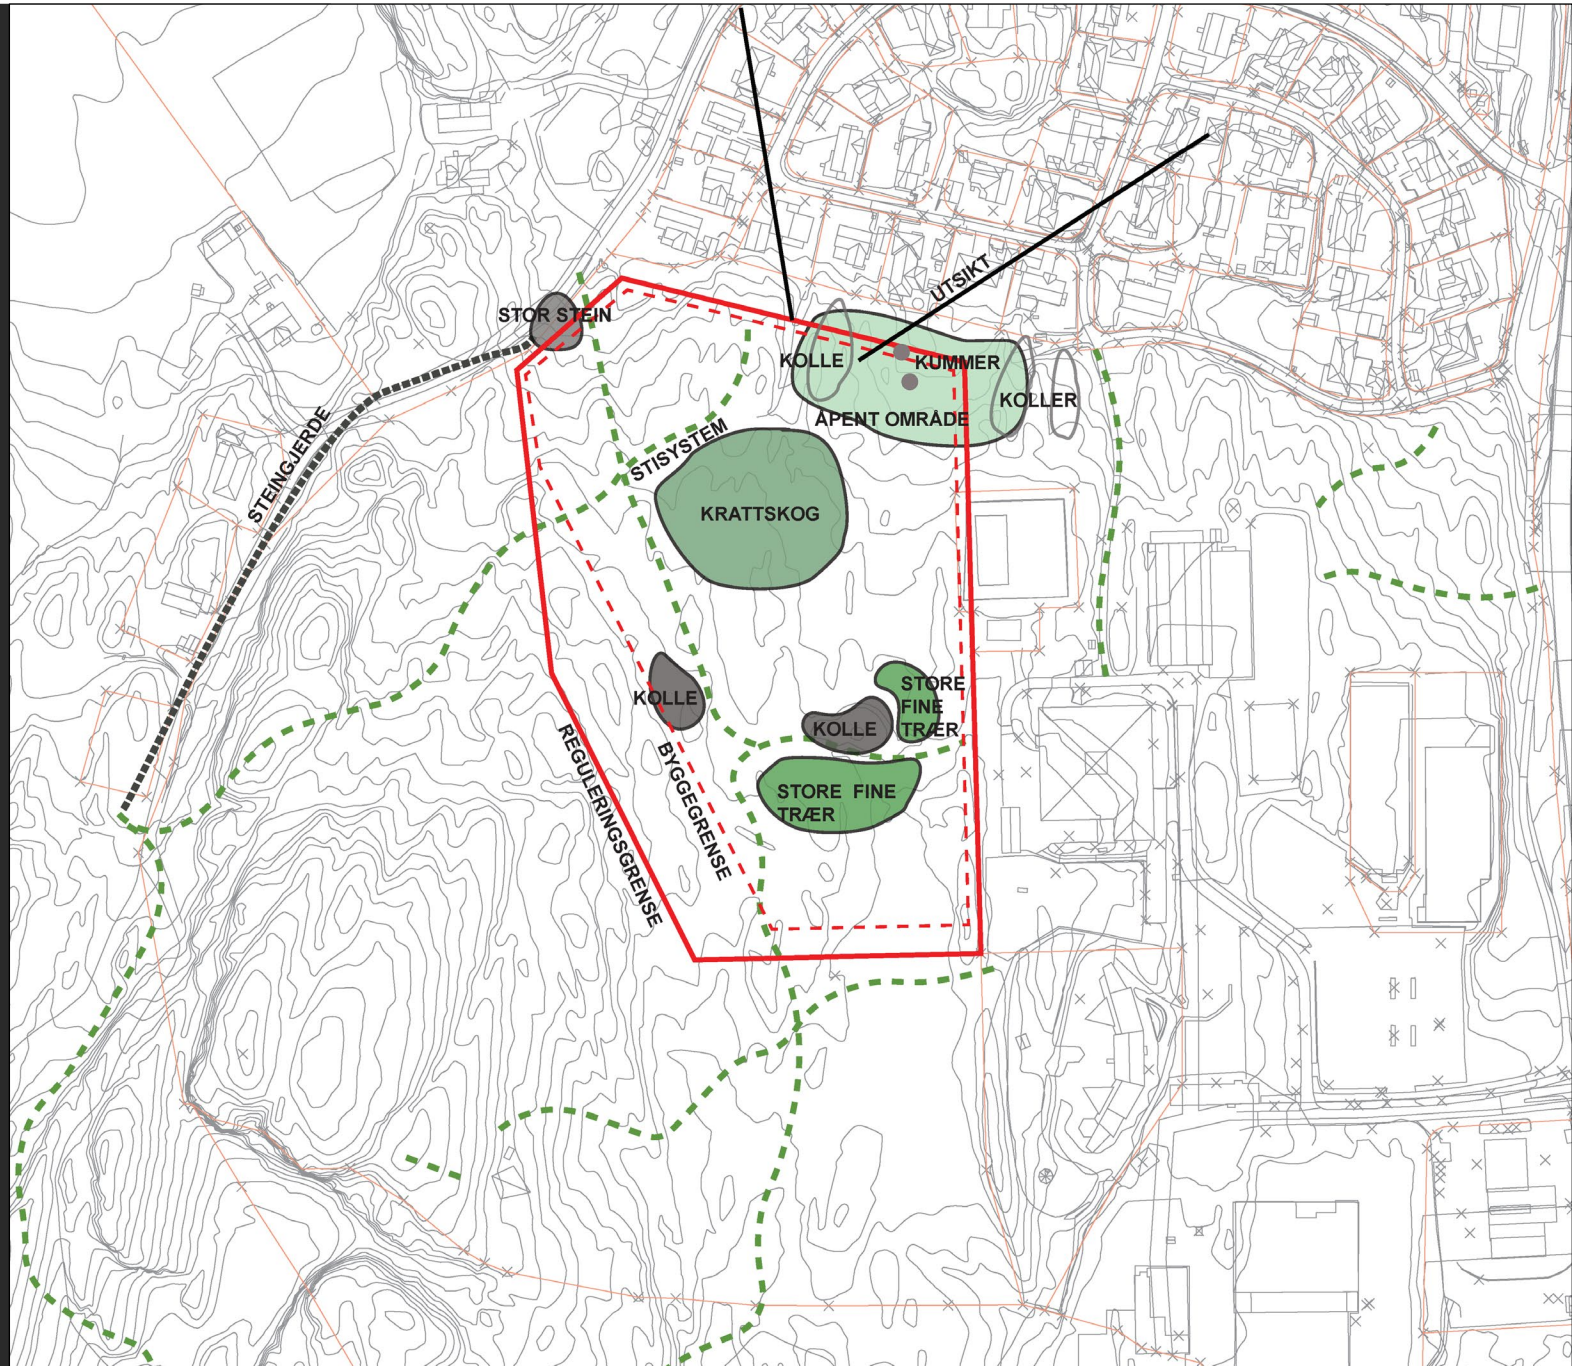 UTSIKT
STOR STEIN
KOLLE
KUMMER
KOLLER
ÅPENT OMRÅDE
STEINGJERDE
STISYSTEM
KRATTSKOG
KOLLE
STORE
FINE
TRÆR
KOLLE
REGULERINGSGRENSE
BYGGEGRENSE
STORE FINE
TRÆR